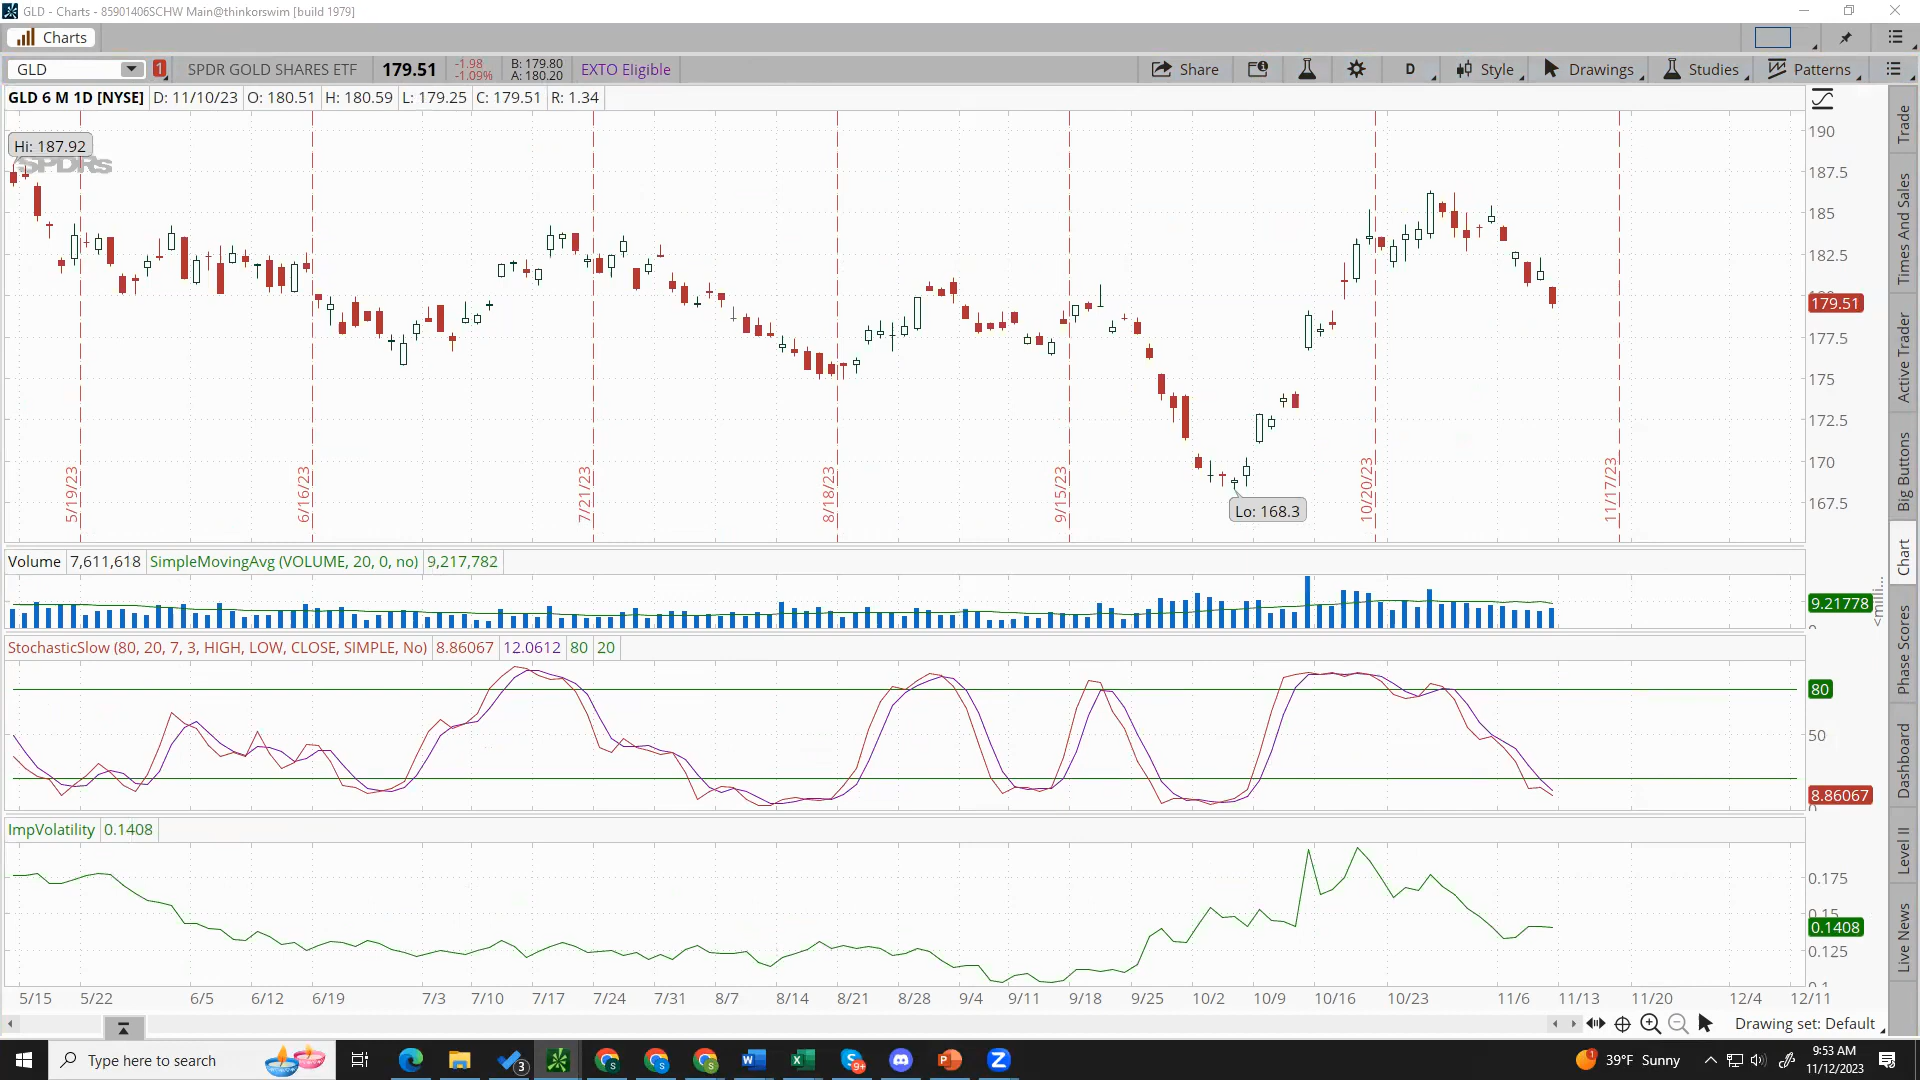 GLD - Charts - 85901406SCHW Main@thinkorswim [build 1979]
Charts
GLD 1 SPDR GOLD SHARES ETF 179.51 -1.98 -1.09% B: 179.80 A: 180.20 EXTO Eligible Share D Style Drawings Studies Patterns
GLD 6 M 1D [NYSE] D: 11/10/23 O: 180.51 H: 180.59 L: 179.25 C: 179.51 R: 1.34
Hi: 187.92
SPDRs
190
187.5
185
182.5
179.51
177.5
175
172.5
170
167.5
5/19/23 6/16/23 7/21/23 8/18/23 9/15/23 10/20/23 11/17/23
Lo: 168.3
Volume 7,611,618 SimpleMovingAvg (VOLUME, 20, 0, no) 9,217,782
9.21778
<mill...
StochasticSlow (80, 20, 7, 3, HIGH, LOW, CLOSE, SIMPLE, No) 8.86067 12.0612 80 20
80
50
8.86067
ImpVolatility 0.1408
0.175
0.15
0.1408
0.125
0.1
5/15 5/22 6/5 6/12 6/19 7/3 7/10 7/17 7/24 7/31 8/7 8/14 8/21 8/28 9/4 9/11 9/18 9/25 10/2 10/9 10/16 10/23 11/6 11/13 11/20 12/4 12/11
Drawing set: Default
Trade
Times And Sales
Active Trader
Big Buttons
Chart
Phase Scores
Dashboard
Level II
Live News
Type here to search
3
9+
1
39°F Sunny
9:53 AM
11/12/2023